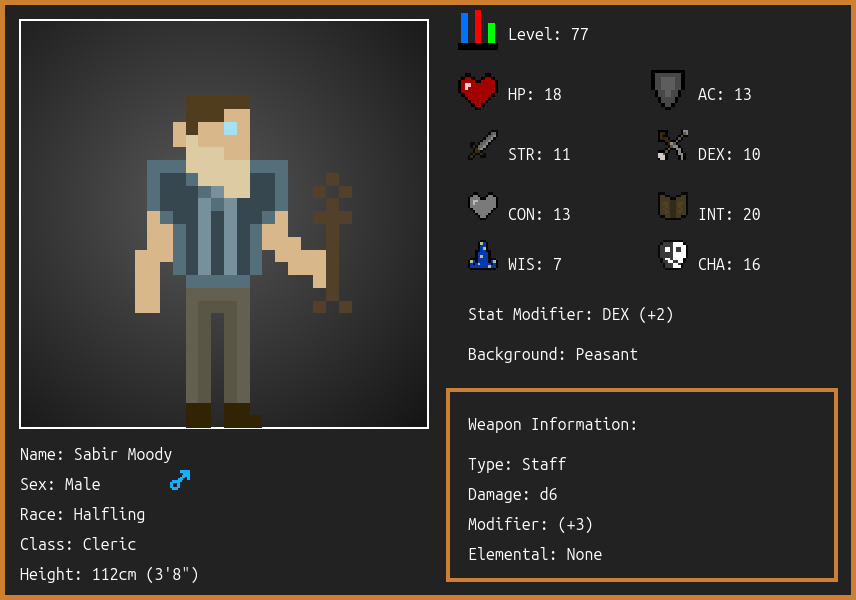 Level: 77
HP: 18
AC: 13
STR: 11
DEX: 10
CON: 13
INT: 20
WIS: 7
CHA: 16
Stat Modifier: DEX (+2)
Background: Peasant
Weapon Information:
Type: Staff
Damage: d6
Modifier: (+3)
Elemental: None
Name: Sabir Moody
Sex: Male
Race: Halfling
Class: Cleric
Height: 112cm (3'8")